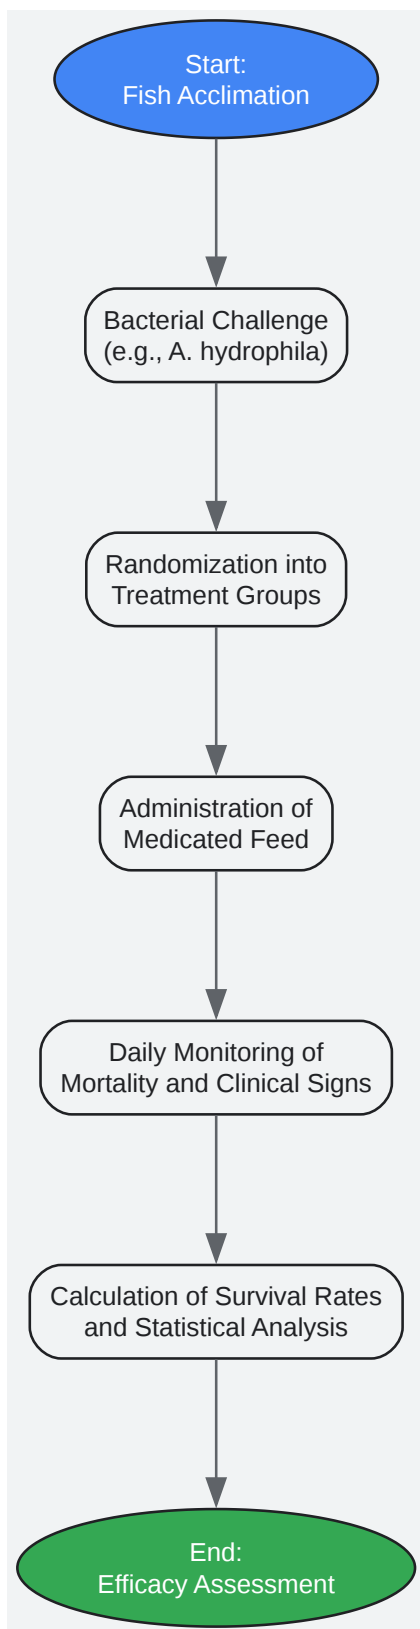 Start:
Fish Acclimation
Bacterial Challenge
(e.g., A. hydrophila)
Randomization into
Treatment Groups
Administration of
Medicated Feed
Daily Monitoring of
Mortality and Clinical Signs
Calculation of Survival Rates
and Statistical Analysis
End:
Efficacy Assessment